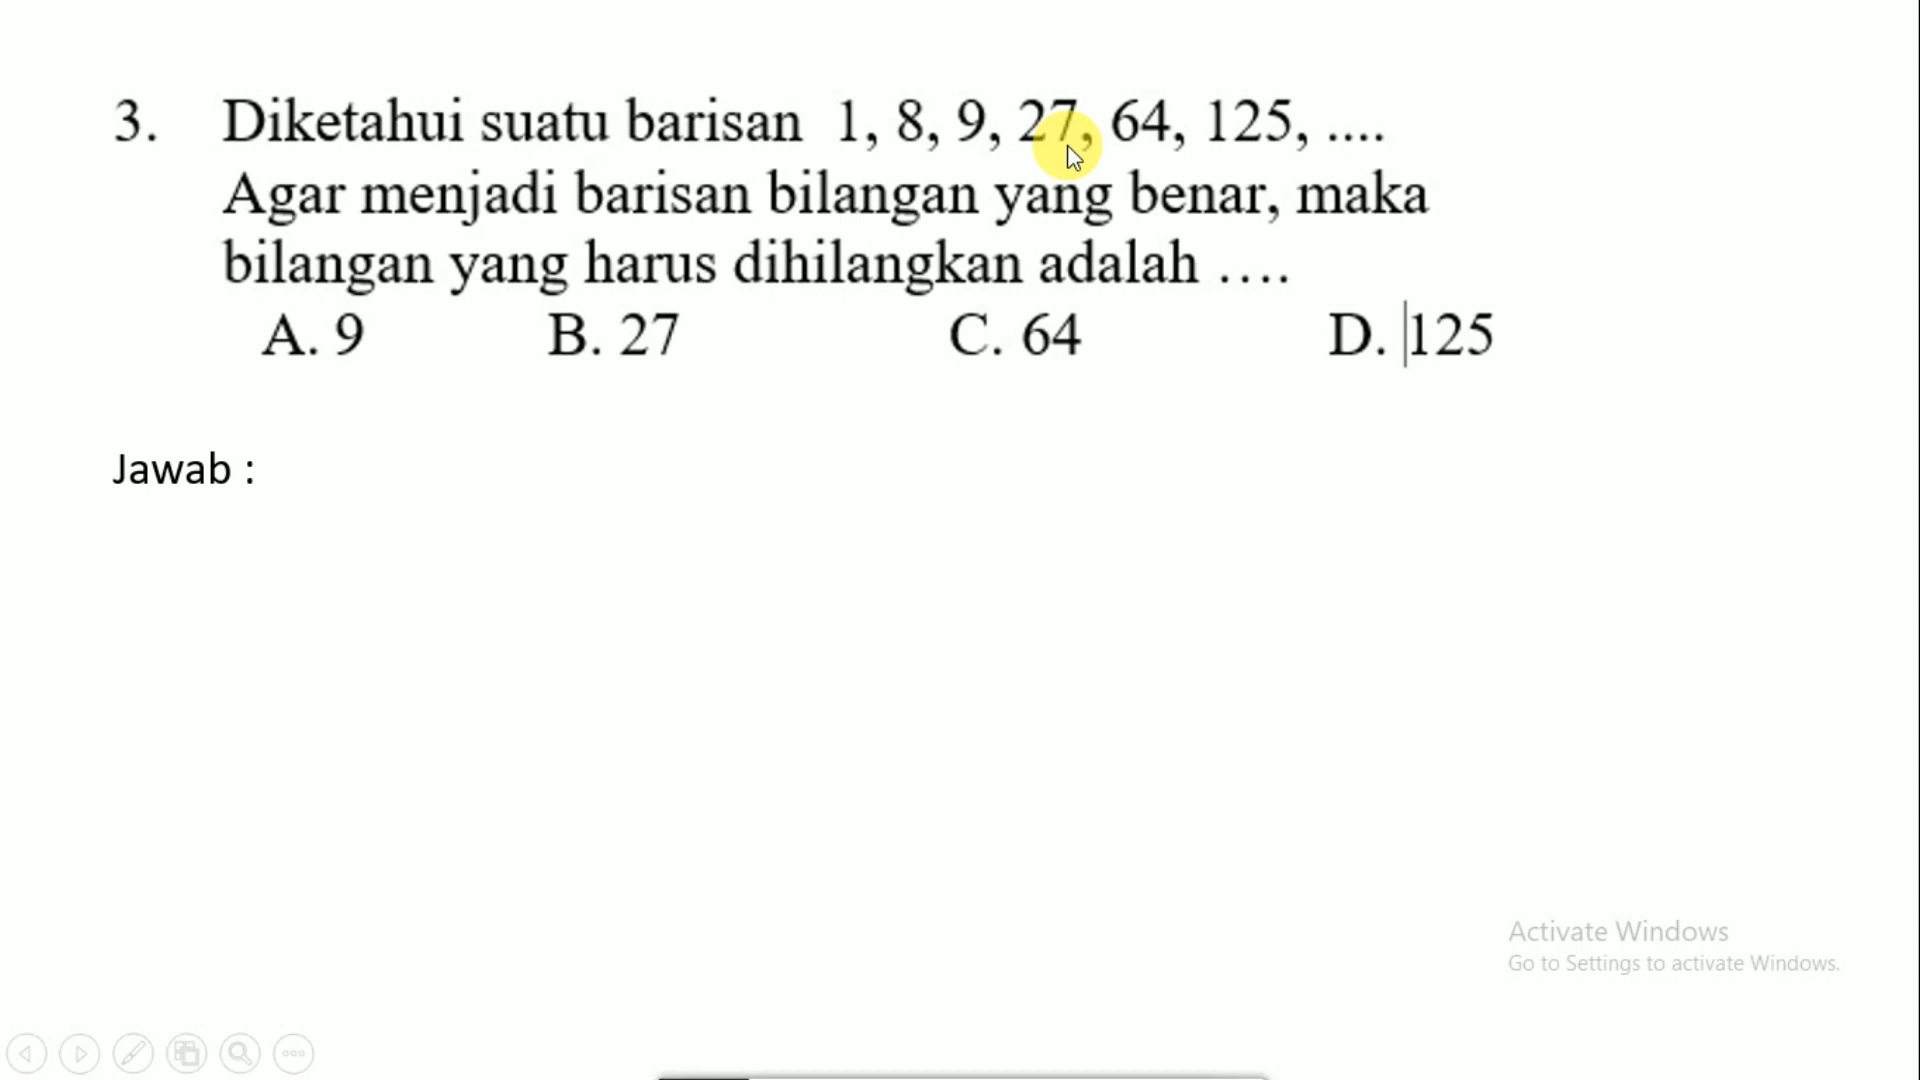 3. Diketahui suatu barisan 1, 8, 9, 27, 64, 125, ....
Agar menjadi barisan bilangan yang benar, maka
bilangan yang harus dihilangkan adalah ....
A. 9 B. 27 C. 64 D. 125
Jawab :
Activate Windows
Go to Settings to activate Windows.